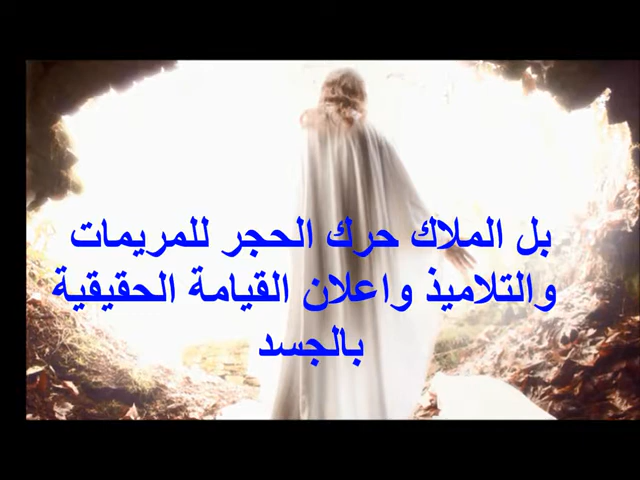 بل الملاك حرك الحجر للمريمات
والتلاميذ واعلان القيامة الحقيقية
بالجسد